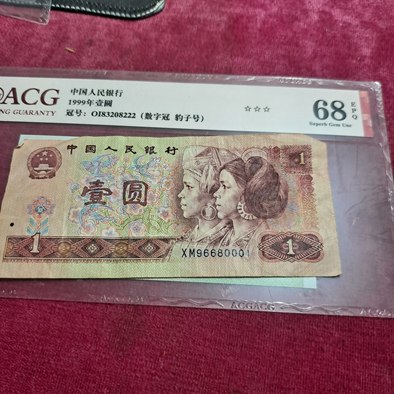 ACG
中国人民银行
1999年壹圆
冠号：OI83208222（数字冠 豹子号）
☆☆☆
68
EPQ
Superb Gem Unc
NG GUARANTY
中国人民银行
1
壹圆
1
1
XM96680001
ACGACG